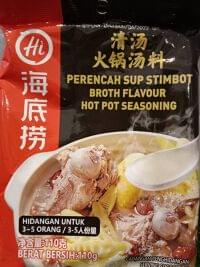 Hi
海底捞
清汤
火锅汤料
PERENCAH SUP STIMBOT
BROTH FLAVOUR
HOT POT SEASONING
HIDANGAN UNTUK
3-5 ORANG / 3-5人份量
净含量:110克
BERAT BERSIH:110g